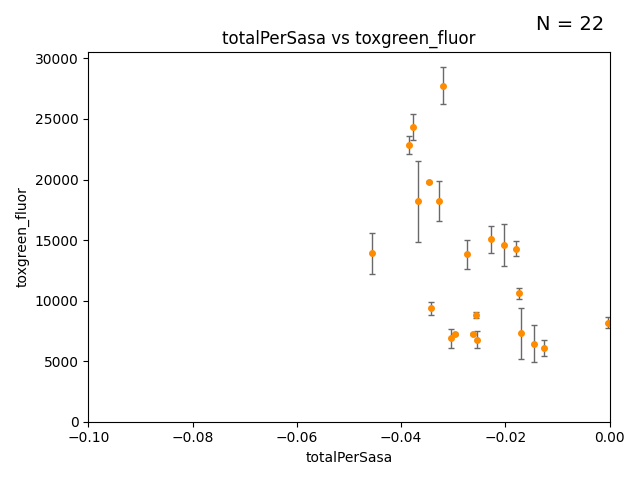 N = 22
totalPerSasa vs toxgreen_fluor
30000
25000
20000
15000
10000
5000
0
toxgreen_fluor
−0.10 −0.08 −0.06 −0.04 −0.02 0.00
totalPerSasa